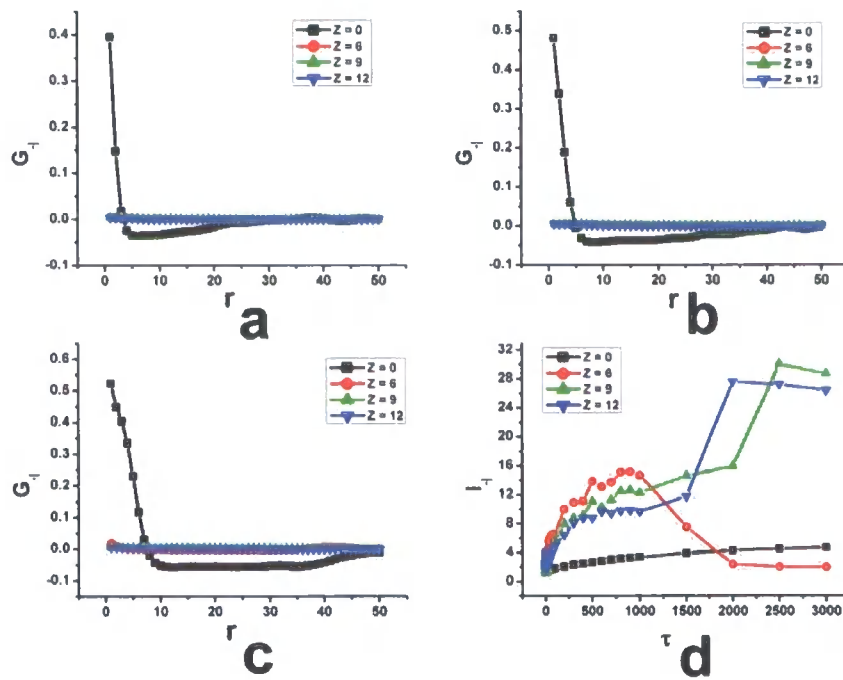 0.4
0.3
0.2
0.1
0.0
-0.1
G-I
0 10 20 30 40 50
r
Z = 0
Z = 6
Z = 9
Z = 12
a
0.5
0.4
0.3
0.2
0.1
0.0
-0.1
G-I
0 10 20 30 40 50
r
Z = 0
Z = 6
Z = 9
Z = 12
b
0.6
0.5
0.4
0.3
0.2
0.1
0.0
-0.1
G-I
0 10 20 30 40 50
r
Z = 0
Z = 6
Z = 9
Z = 12
c
32
28
24
20
16
12
8
4
0
I-I
0 500 1000 1500 2000 2500 3000
τ
Z = 0
Z = 6
Z = 9
Z = 12
d